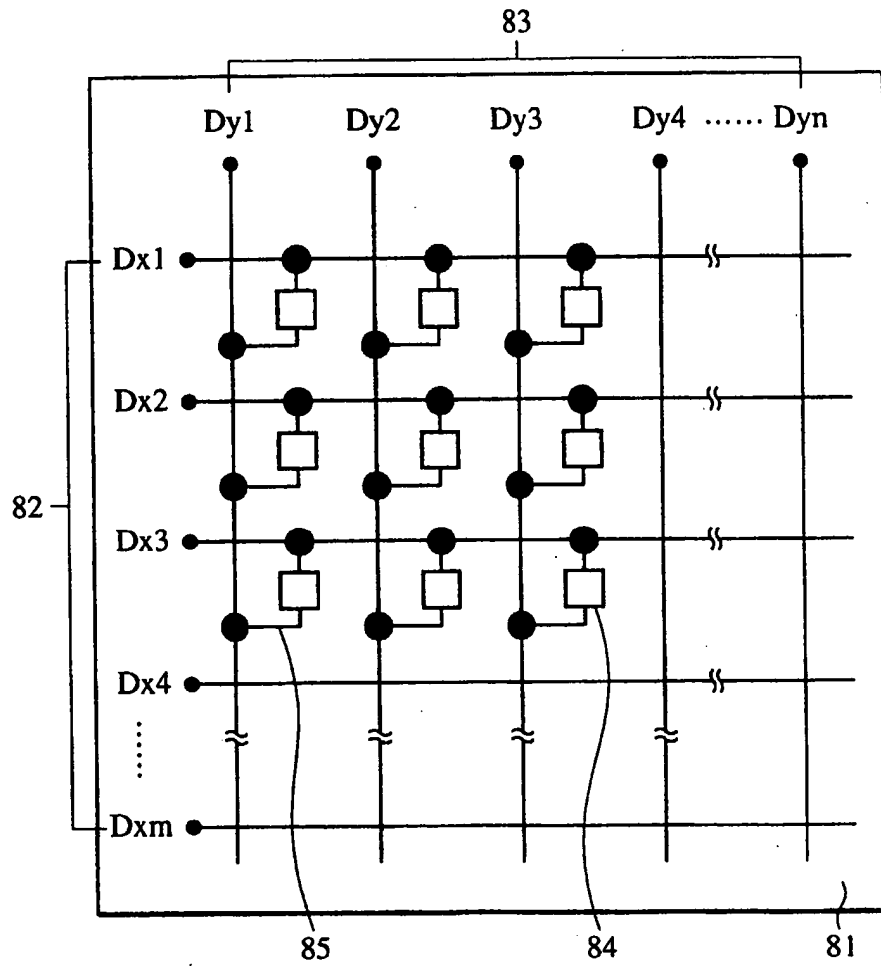 83
Dy1 Dy2 Dy3 Dy4 ...... Dyn
Dx1
Dx2
82
Dx3
Dx4
......
Dxm
85 84 81